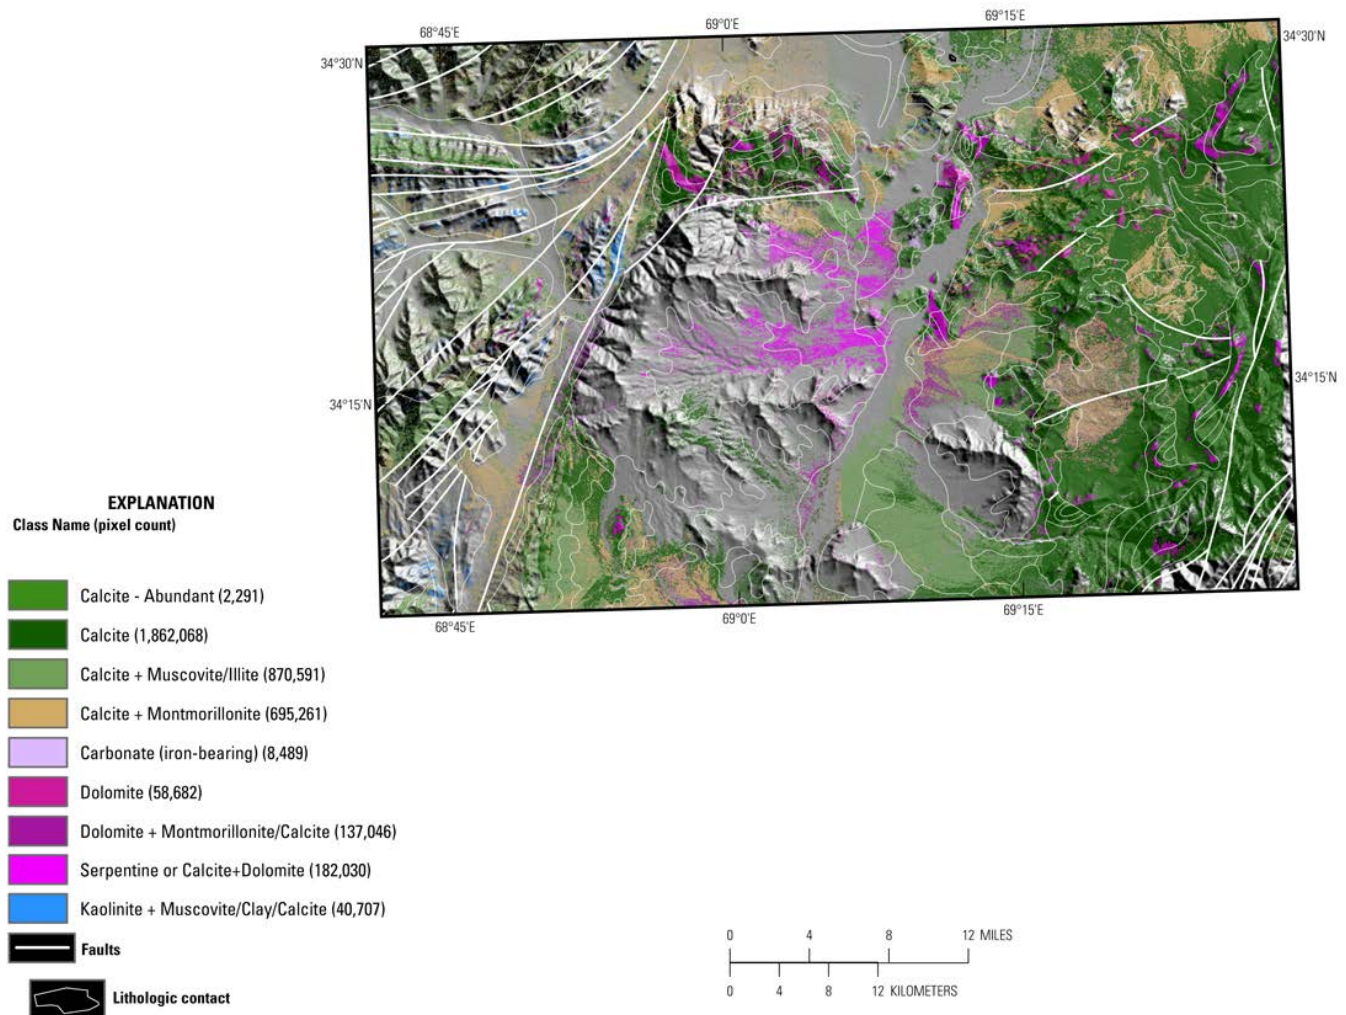 68°45'E
69°0'E
69°15'E
34°30'N
34°30'N
34°15'N
34°15'N
68°45'E
69°0'E
69°15'E
EXPLANATION
Class Name (pixel count)
Calcite - Abundant (2,291)
Calcite (1,862,068)
Calcite + Muscovite/Illite (870,591)
Calcite + Montmorillonite (695,261)
Carbonate (iron-bearing) (8,489)
Dolomite (58,682)
Dolomite + Montmorillonite/Calcite (137,046)
Serpentine or Calcite+Dolomite (182,030)
Kaolinite + Muscovite/Clay/Calcite (40,707)
Faults
Lithologic contact
0 4 8 12 MILES
0 4 8 12 KILOMETERS